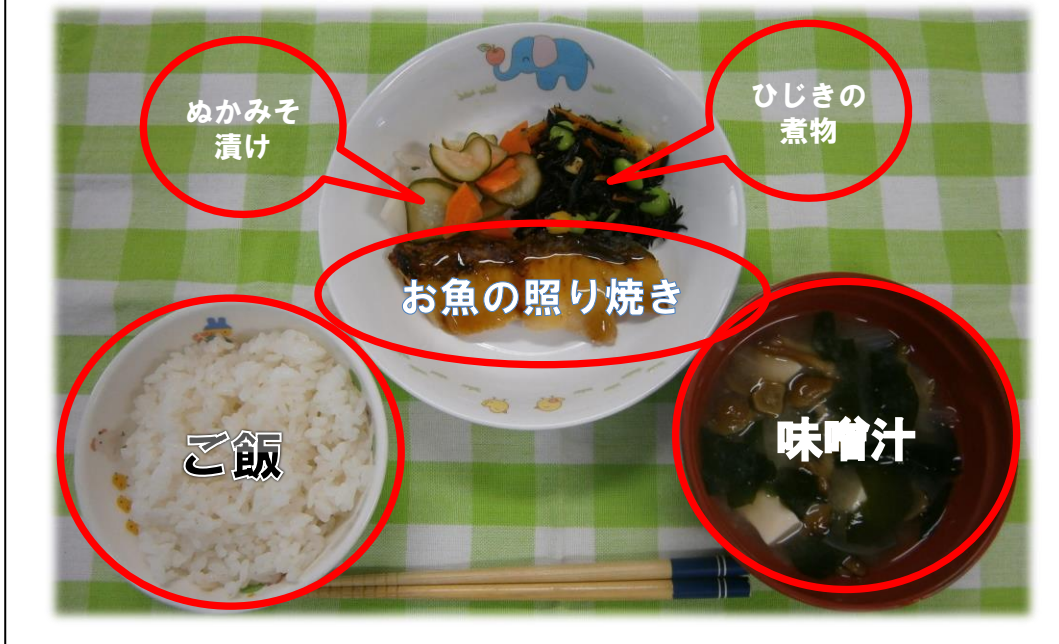 ぬかみそ
漬け
ひじきの
煮物
お魚の照り焼き
ご飯
味噌汁